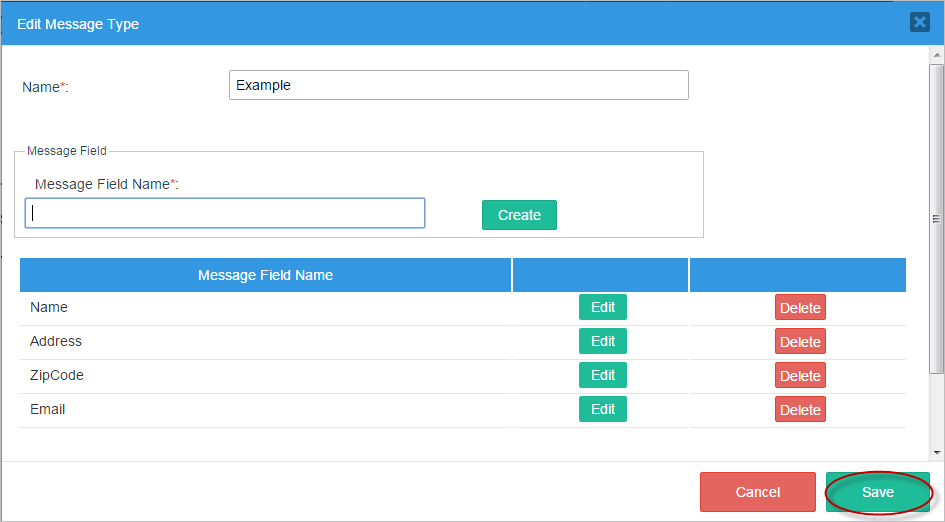 Edit Message Type
Name*:
Example
Message Field
Message Field Name*:
Create
Message Field Name
Name Edit Delete
Address Edit Delete
ZipCode Edit Delete
Email Edit Delete
Cancel Save